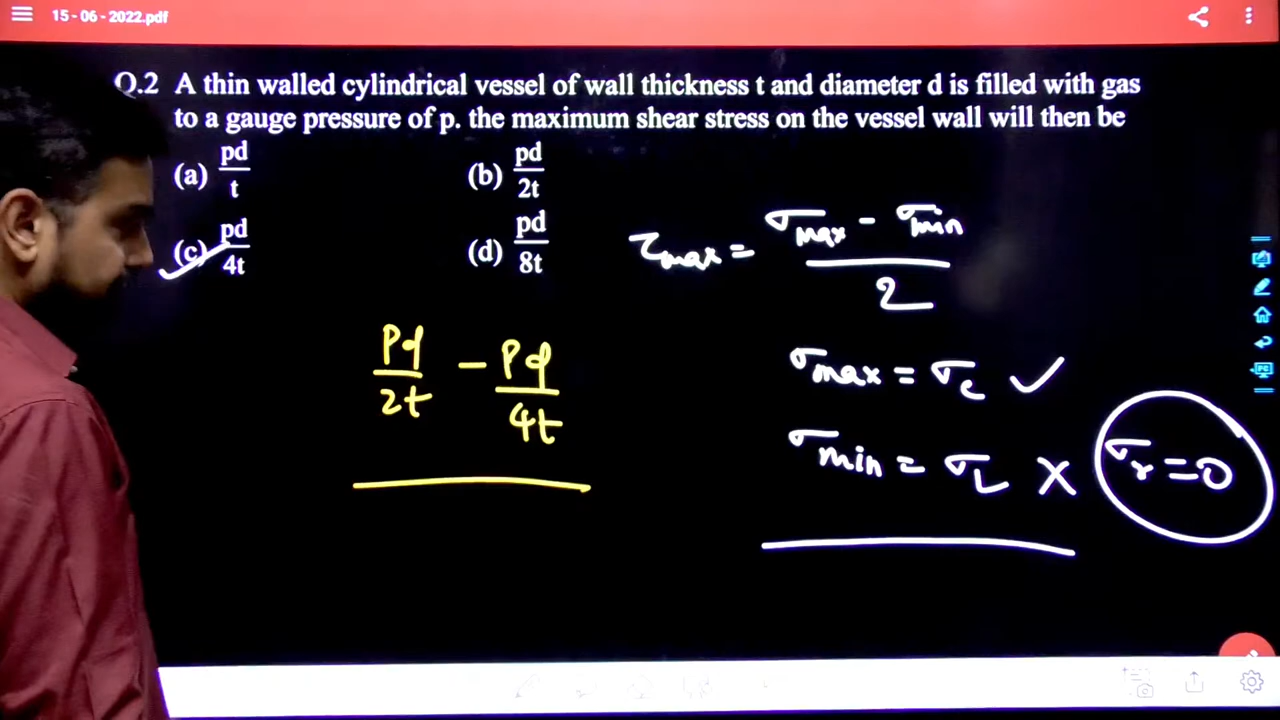 15 - 06 - 2022.pdf
Q.2 A thin walled cylindrical vessel of wall thickness t and diameter d is filled with gas
to a gauge pressure of p. the maximum shear stress on the vessel wall will then be
(a) pd/t (b) pd/2t
(c) pd/4t (d) pd/8t
τmax = (σmax - σmin)/2
Pd/2t - Pd/4t
σmax = σc ✓
σmin = σL X σr = 0